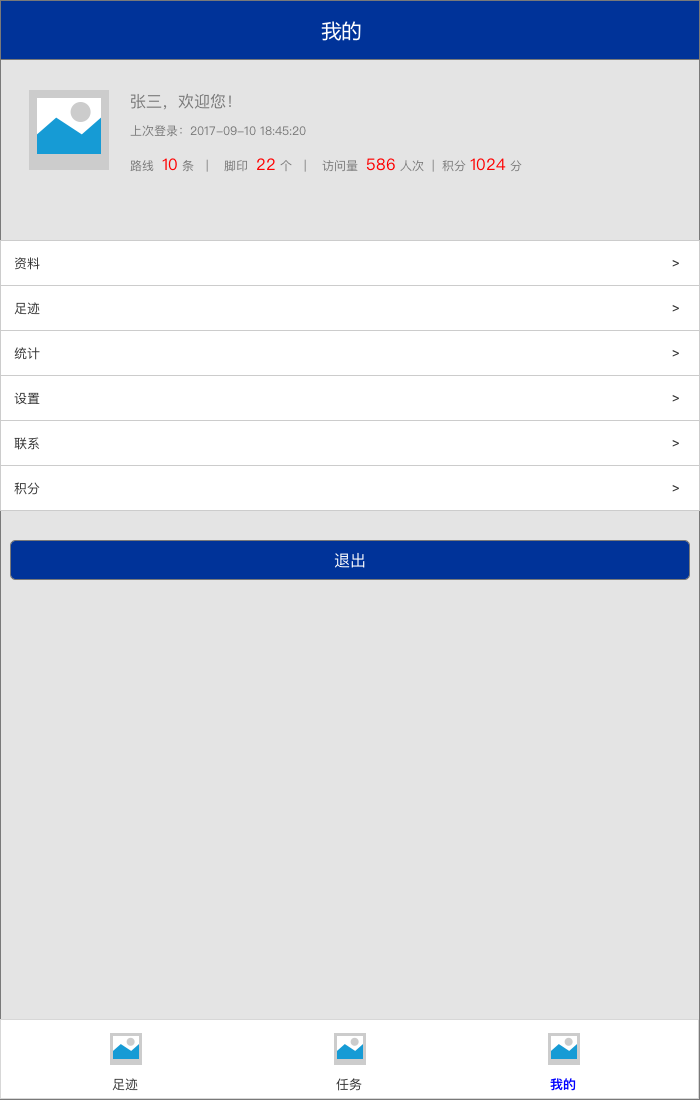 我的
张三，欢迎您！
上次登录：2017-09-10 18:45:20
路线 10 条 | 脚印 22 个 | 访问量 586 人次 | 积分 1024 分
资料 >
足迹 >
统计 >
设置 >
联系 >
积分 >
退出
足迹 任务 我的